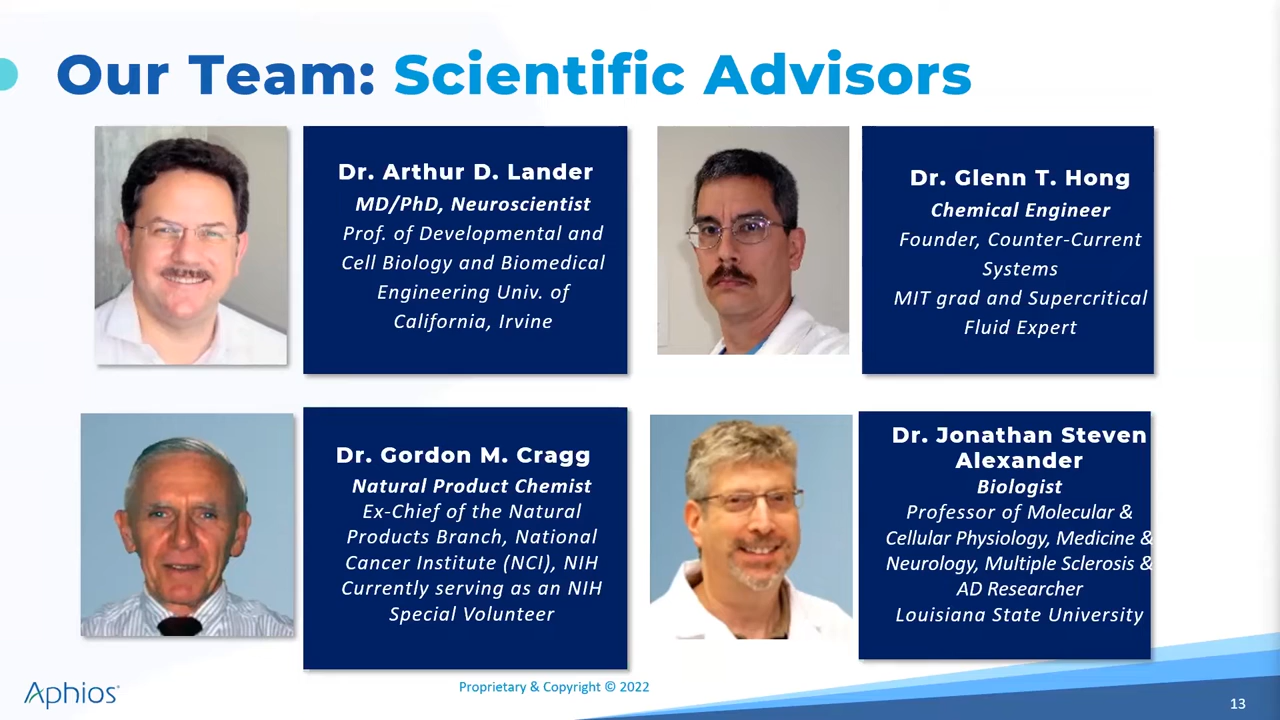 Our Team: Scientific Advisors
Dr. Arthur D. Lander
MD/PhD, Neuroscientist
Prof. of Developmental and
Cell Biology and Biomedical
Engineering Univ. of
California, Irvine
Dr. Glenn T. Hong
Chemical Engineer
Founder, Counter-Current
Systems
MIT grad and Supercritical
Fluid Expert
Dr. Gordon M. Cragg
Natural Product Chemist
Ex-Chief of the Natural
Products Branch, National
Cancer Institute (NCI), NIH
Currently serving as an NIH
Special Volunteer
Dr. Jonathan Steven
Alexander
Biologist
Professor of Molecular &
Cellular Physiology, Medicine &
Neurology, Multiple Sclerosis &
AD Researcher
Louisiana State University
Aphios®
Proprietary & Copyright © 2022
13